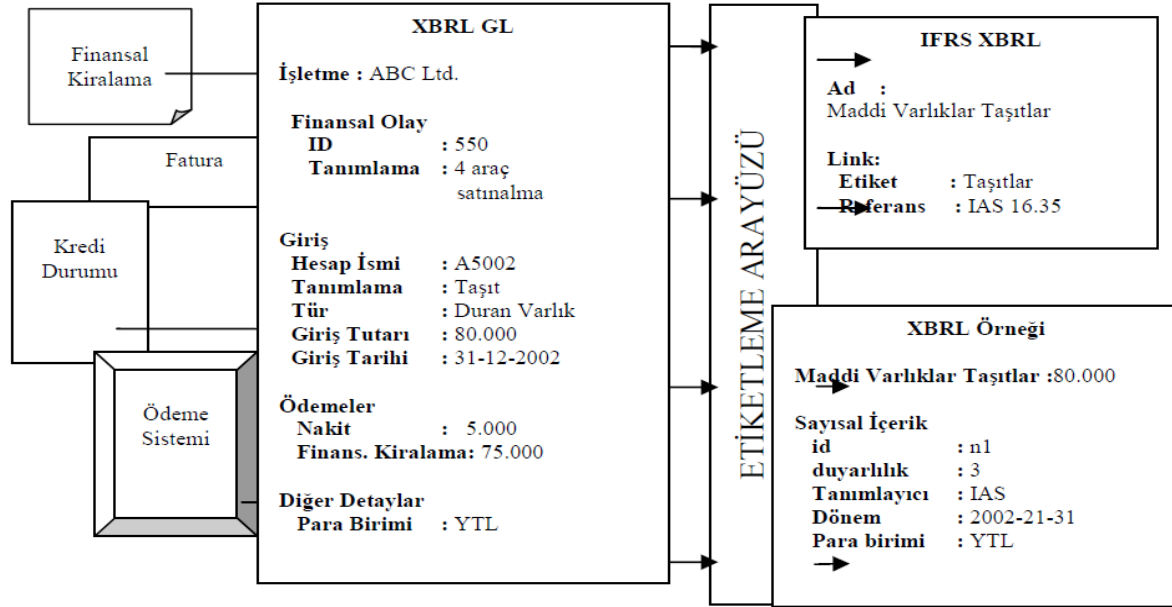 Finansal
Kiralama
Fatura
Kredi
Durumu
Ödeme
Sistemi
XBRL GL
İşletme : ABC Ltd.
Finansal Olay
ID : 550
Tanımlama : 4 araç
satınalma
Giriş
Hesap İsmi : A5002
Tanımlama : Taşıt
Tür : Duran Varlık
Giriş Tutarı : 80.000
Giriş Tarihi : 31-12-2002
Ödemeler
Nakit : 5.000
Finans. Kiralama: 75.000
Diğer Detaylar
Para Birimi : YTL
ETİKETLEME ARAYÜZÜ
IFRS XBRL
Ad :
Maddi Varlıklar Taşıtlar
Link:
Etiket : Taşıtlar
Referans : IAS 16.35
XBRL Örneği
Maddi Varlıklar Taşıtlar :80.000
Sayısal İçerik
id : n1
duyarlılık : 3
Tanımlayıcı : IAS
Dönem : 2002-21-31
Para birimi : YTL